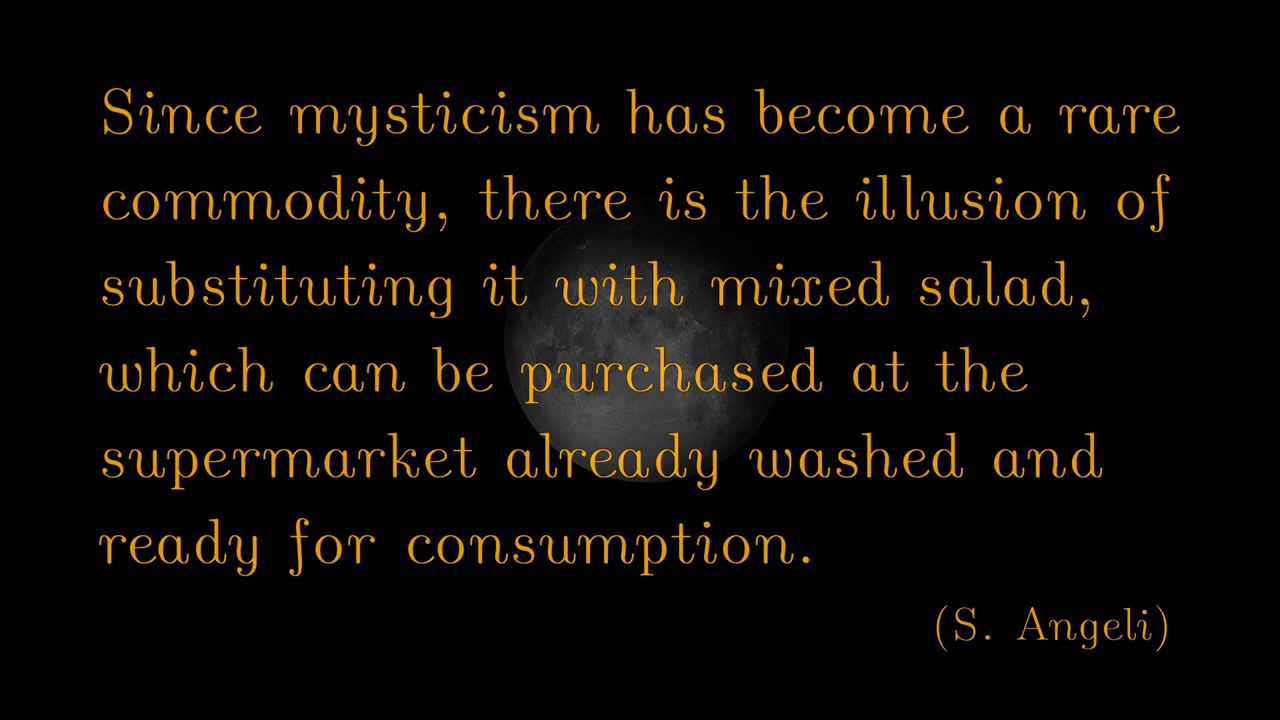 Since mysticism has become a rare
commodity, there is the illusion of
substituting it with mixed salad,
which can be purchased at the
supermarket already washed and
ready for consumption.
(S. Angeli)